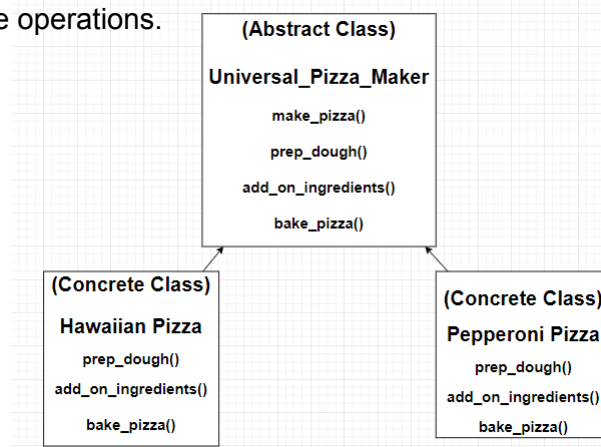 e operations.
(Abstract Class)
Universal_Pizza_Maker
make_pizza()
prep_dough()
add_on_ingredients()
bake_pizza()
(Concrete Class)
Hawaiian Pizza
prep_dough()
add_on_ingredients()
bake_pizza()
(Concrete Class)
Pepperoni Pizza
prep_dough()
add_on_ingredients()
bake_pizza()